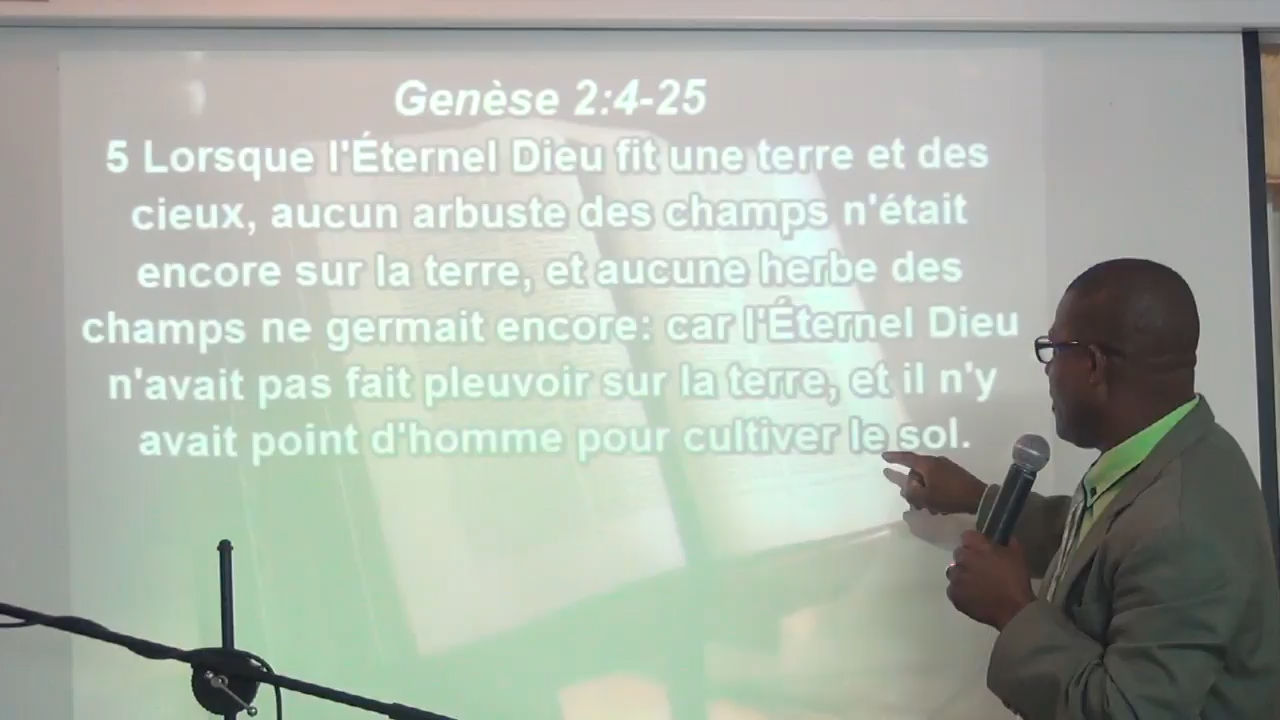 Genèse 2:4-25
5 Lorsque l'Éternel Dieu fit une terre et des
cieux, aucun arbuste des champs n'était
encore sur la terre, et aucune herbe des
champs ne germait encore: car l'Éternel Dieu
n'avait pas fait pleuvoir sur la terre, et il n'y
avait point d'homme pour cultiver le sol.